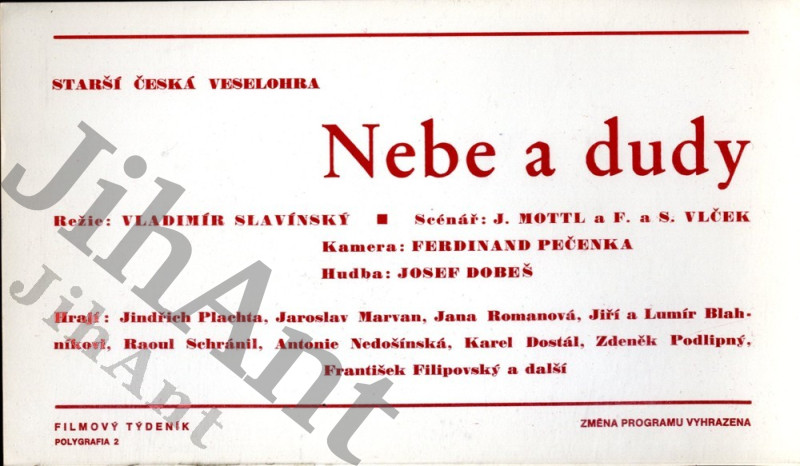 STARŠÍ ČESKÁ VESELOHRA
Nebe a dudy
Režie: VLADIMÍR SLAVÍNSKÝ ■ Scénář: J. MOTTL a F. a S. VLČEK
Kamera: FERDINAND PEČENKA
Hudba: JOSEF DOBEŠ
Hrají: Jindřich Plachta, Jaroslav Marvan, Jana Romanová, Jiří a Lumír Blah-
níkovi, Raoul Schránil, Antonie Nedošínská, Karel Dostál, Zdeněk Podlipný,
František Filipovský a další
FILMOVÝ TÝDENÍK
POLYGRAFIA 2
ZMĚNA PROGRAMU VYHRAZENA
JihAnt
JihAnt